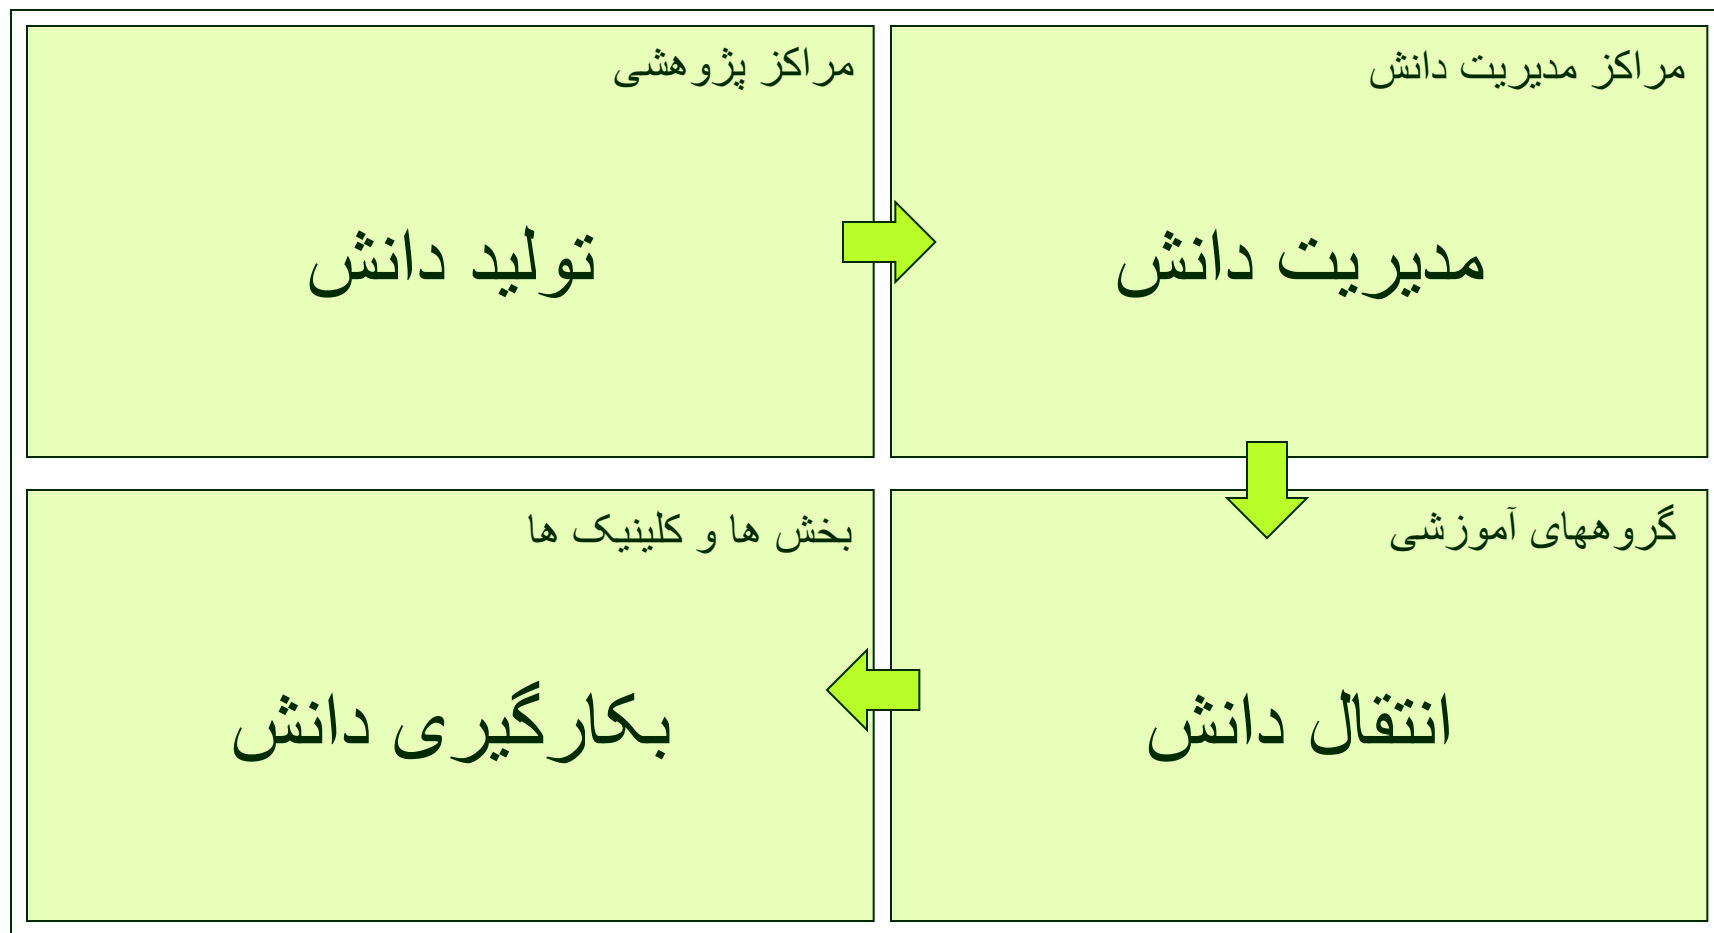 مراکز پژوهشی
تولید دانش
مراکز مدیریت دانش
مدیریت دانش
گروههای آموزشی
انتقال دانش
بخش ها و کلینیک ها
بکارگیری دانش